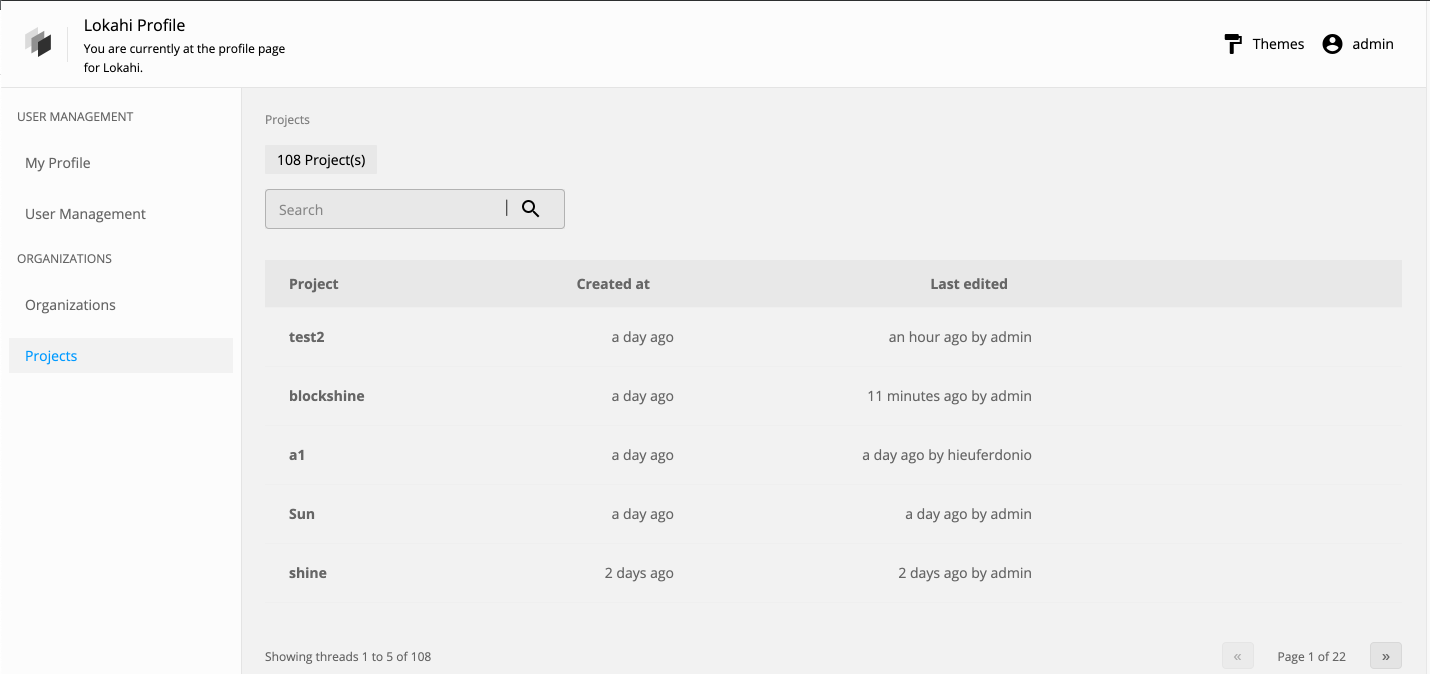 Lokahi Profile
You are currently at the profile page
for Lokahi.
Themes
admin
USER MANAGEMENT
My Profile
User Management
ORGANIZATIONS
Organizations
Projects
Projects
108 Project(s)
Search
Project Created at Last edited
test2 a day ago an hour ago by admin
blockshine a day ago 11 minutes ago by admin
a1 a day ago a day ago by hieuferdonio
Sun a day ago a day ago by admin
shine 2 days ago 2 days ago by admin
Showing threads 1 to 5 of 108
« Page 1 of 22 »